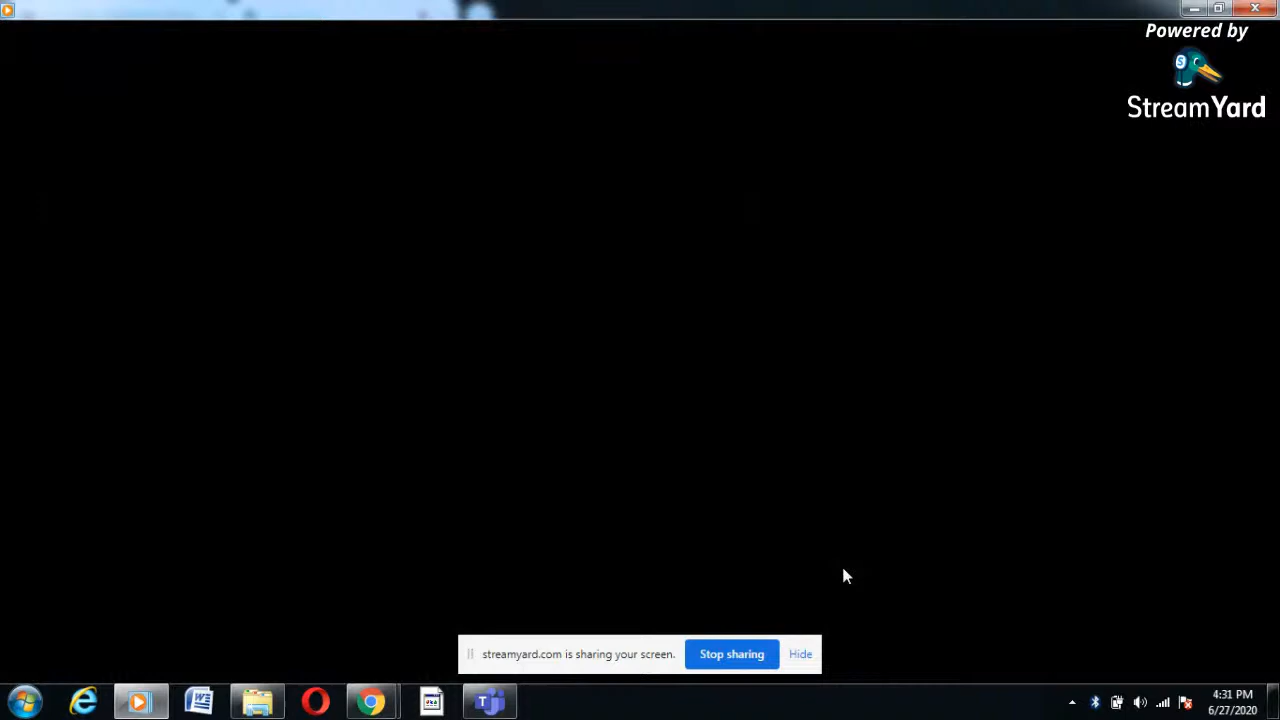 Powered by
S
StreamYard
streamyard.com is sharing your screen.
Stop sharing
Hide
4:31 PM
6/27/2020